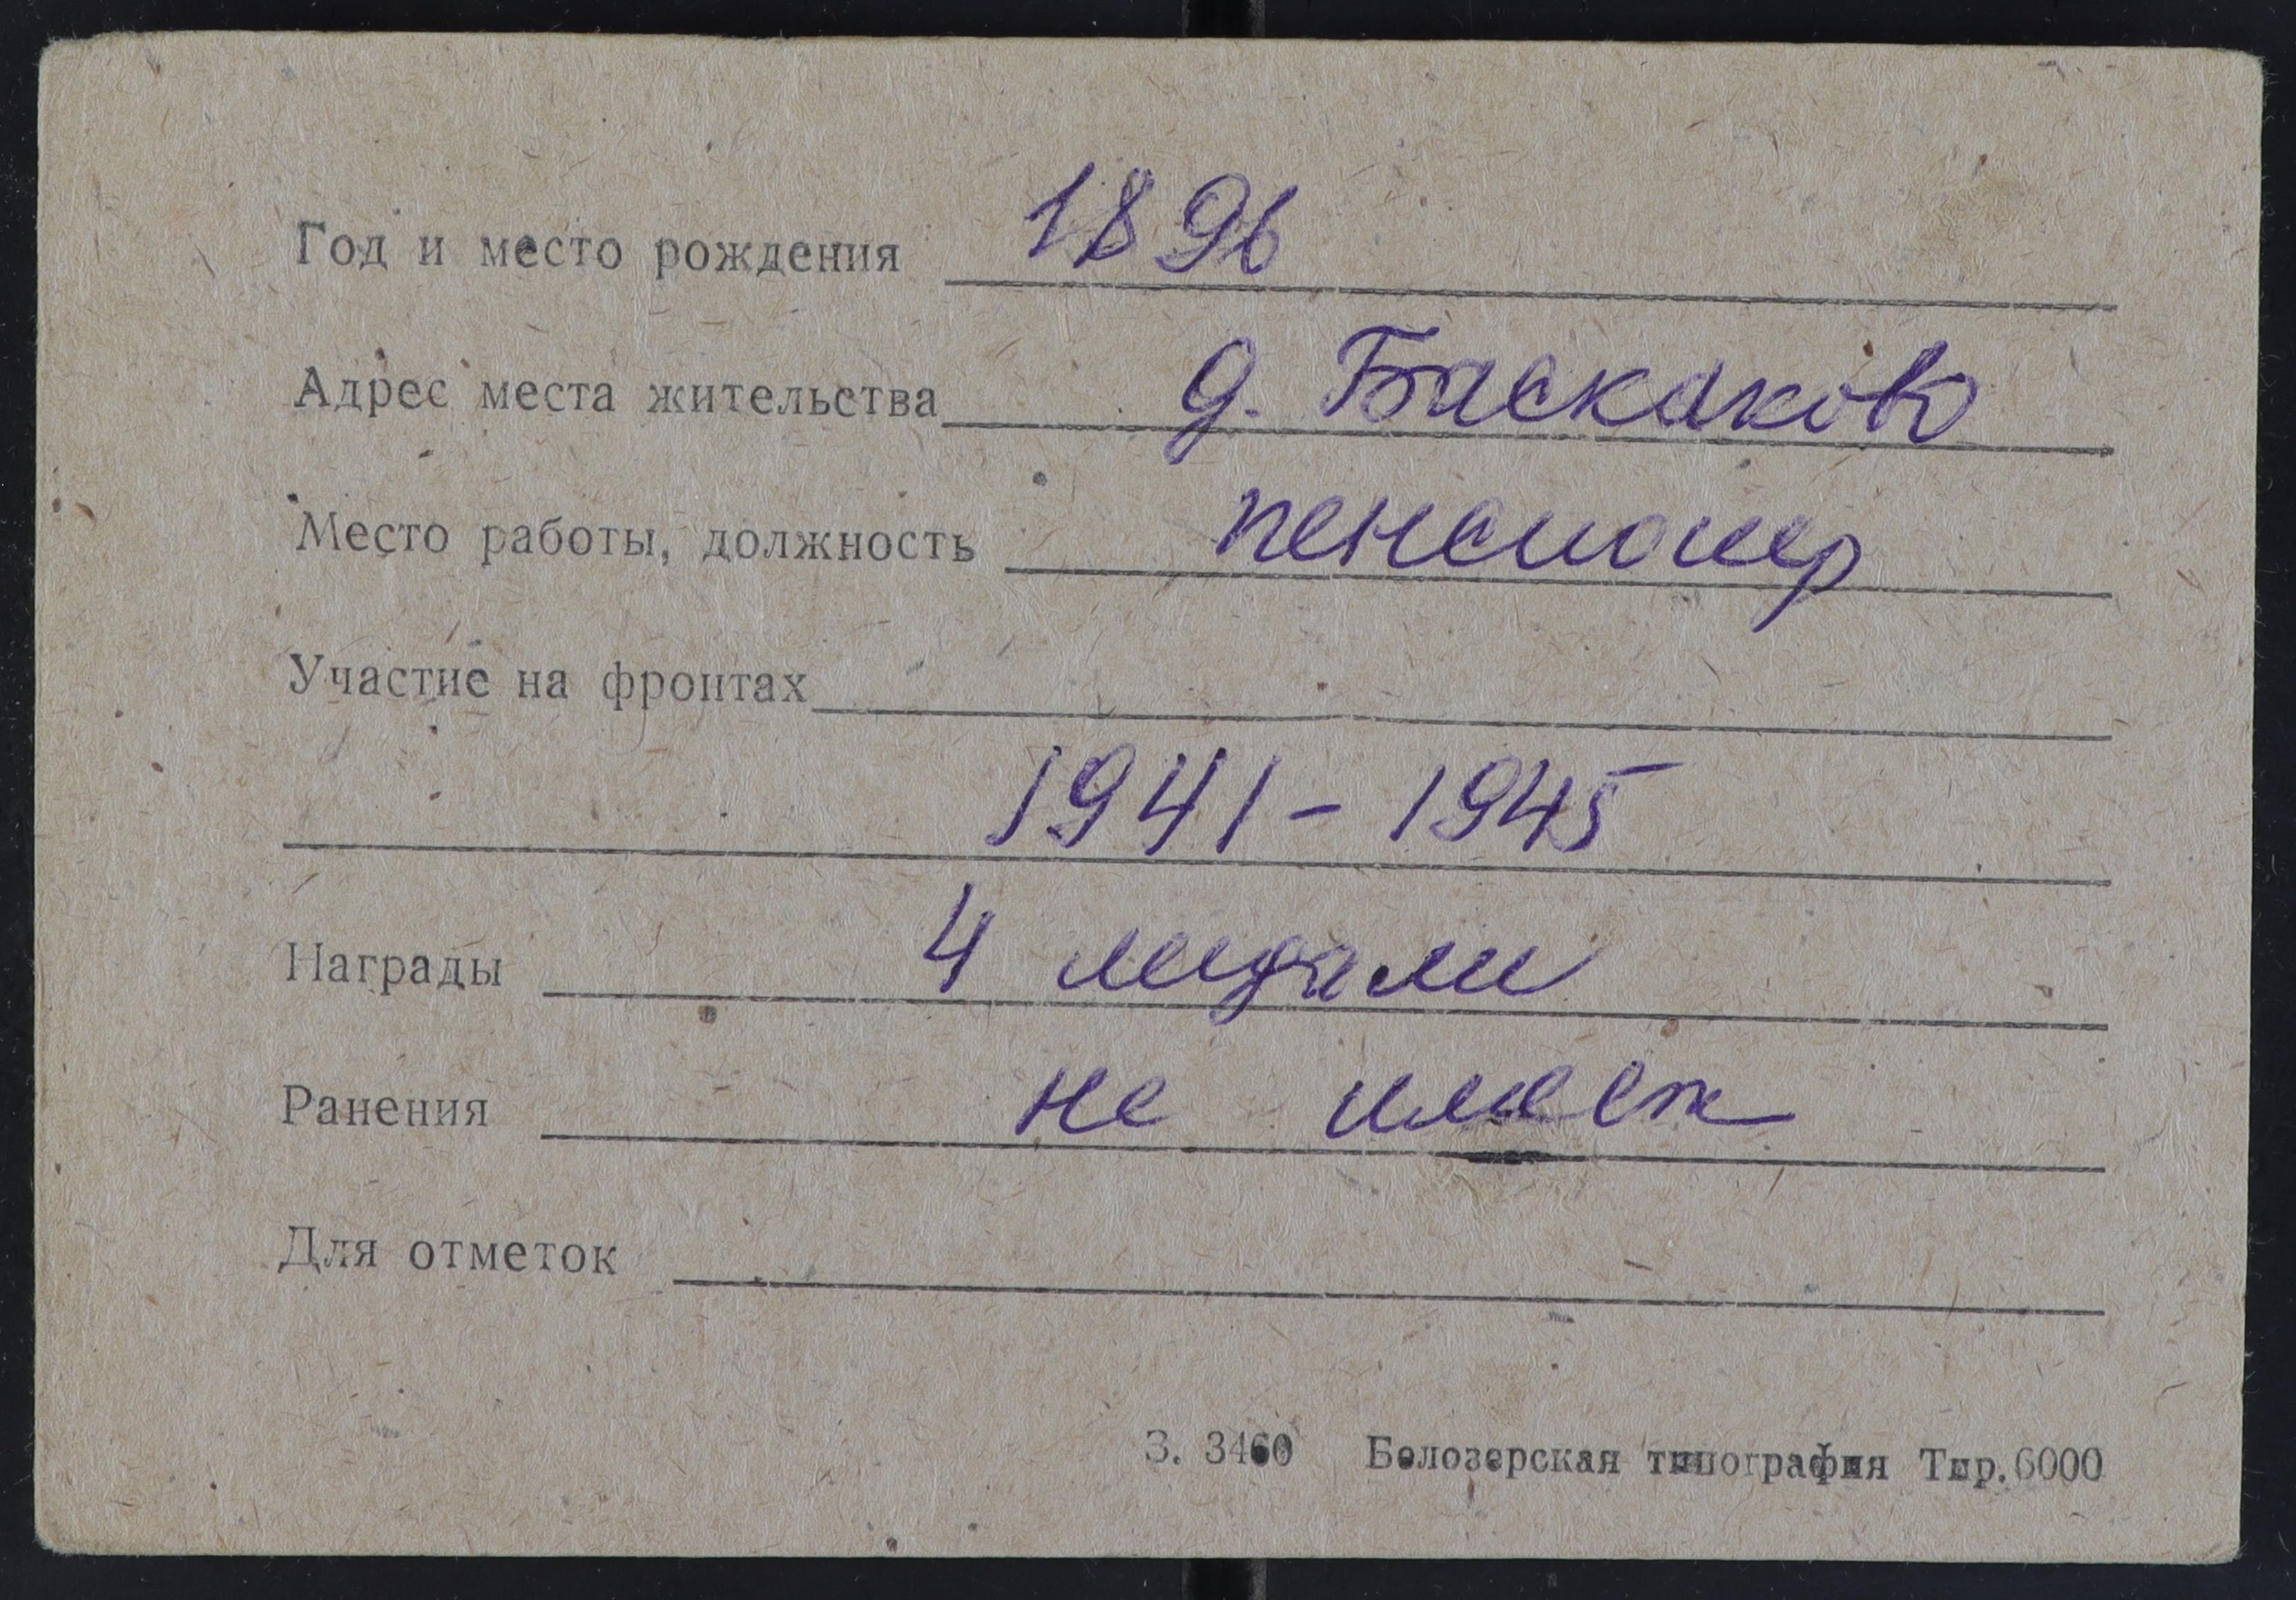 Год и место рождения 1896
Адрес места жительства д. Баскаково
Место работы, должность пенсионер
Участие на фронтах
1941 - 1945
Награды 4 медали
Ранения не имеет
Для отметок
З. 3460 Белозерская типография Тир. 6000